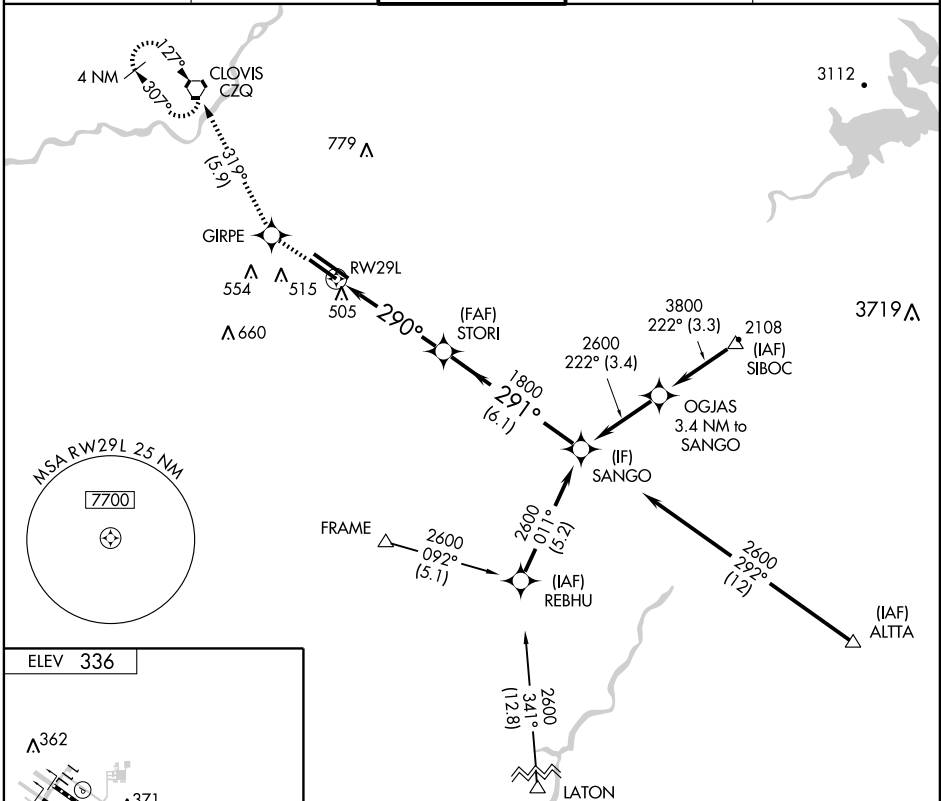 127°
4 NM
307°
CLOVIS
CZQ
3112
779
319°
(5.9)
GIRPE
RW29L
554
515
505
660
290°
(FAF)
STORI
3800
222° (3.3)
2108
(IAF)
SIBOC
3719
2600
222° (3.4)
1800
291°
(6.1)
OGJAS
3.4 NM to
SANGO
(IF)
SANGO
MSA RW29L 25 NM
7700
FRAME
2600
092°
(5.1)
2600
011°
(5.2)
(IAF)
REBHU
2600
292°
(12)
(IAF)
ALTTA
2600
341°
(12.8)
LATON
ELEV 336
362
11L
P
371